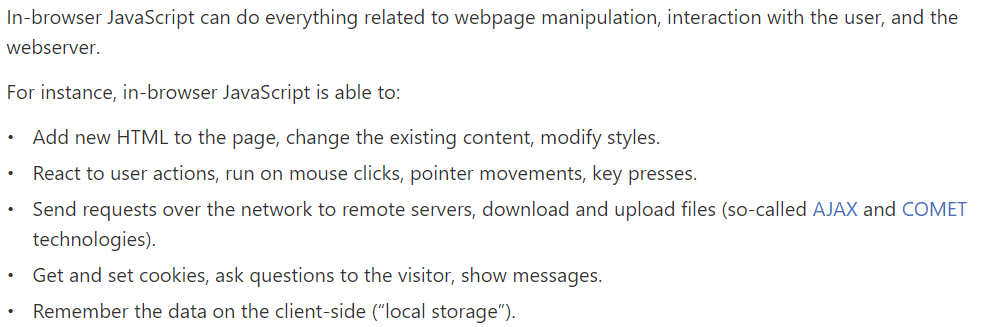 In-browser JavaScript can do everything related to webpage manipulation, interaction with the user, and the
webserver.
For instance, in-browser JavaScript is able to:
• Add new HTML to the page, change the existing content, modify styles.
• React to user actions, run on mouse clicks, pointer movements, key presses.
• Send requests over the network to remote servers, download and upload files (so-called AJAX and COMET
technologies).
• Get and set cookies, ask questions to the visitor, show messages.
• Remember the data on the client-side (“local storage”).